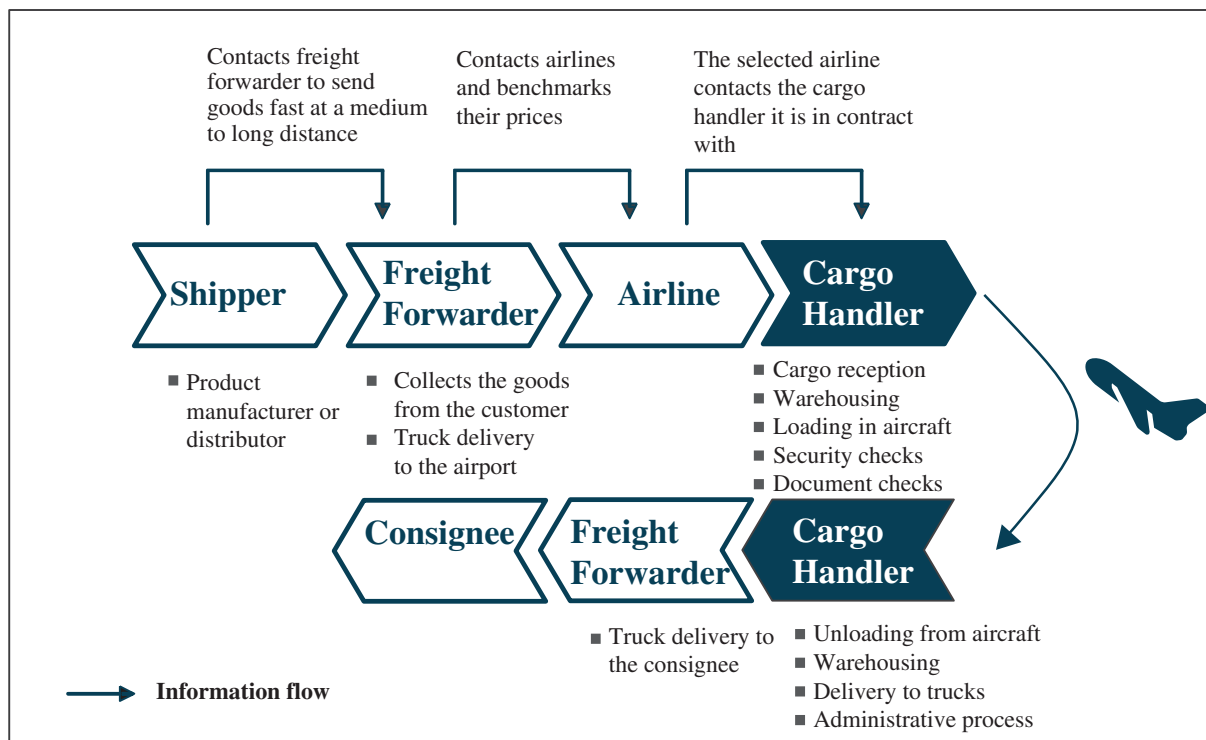 Contacts freight
forwarder to send
goods fast at a medium
to long distance
Contacts airlines
and benchmarks
their prices
The selected airline
contacts the cargo
handler it is in contract
with
Shipper
Freight
Forwarder
Airline
Cargo
Handler
Product
manufacturer or
distributor
Collects the goods
from the customer
Truck delivery
to the airport
Cargo reception
Warehousing
Loading in aircraft
Security checks
Document checks
Consignee
Freight
Forwarder
Cargo
Handler
Truck delivery to
the consignee
Unloading from aircraft
Warehousing
Delivery to trucks
Administrative process
Information flow